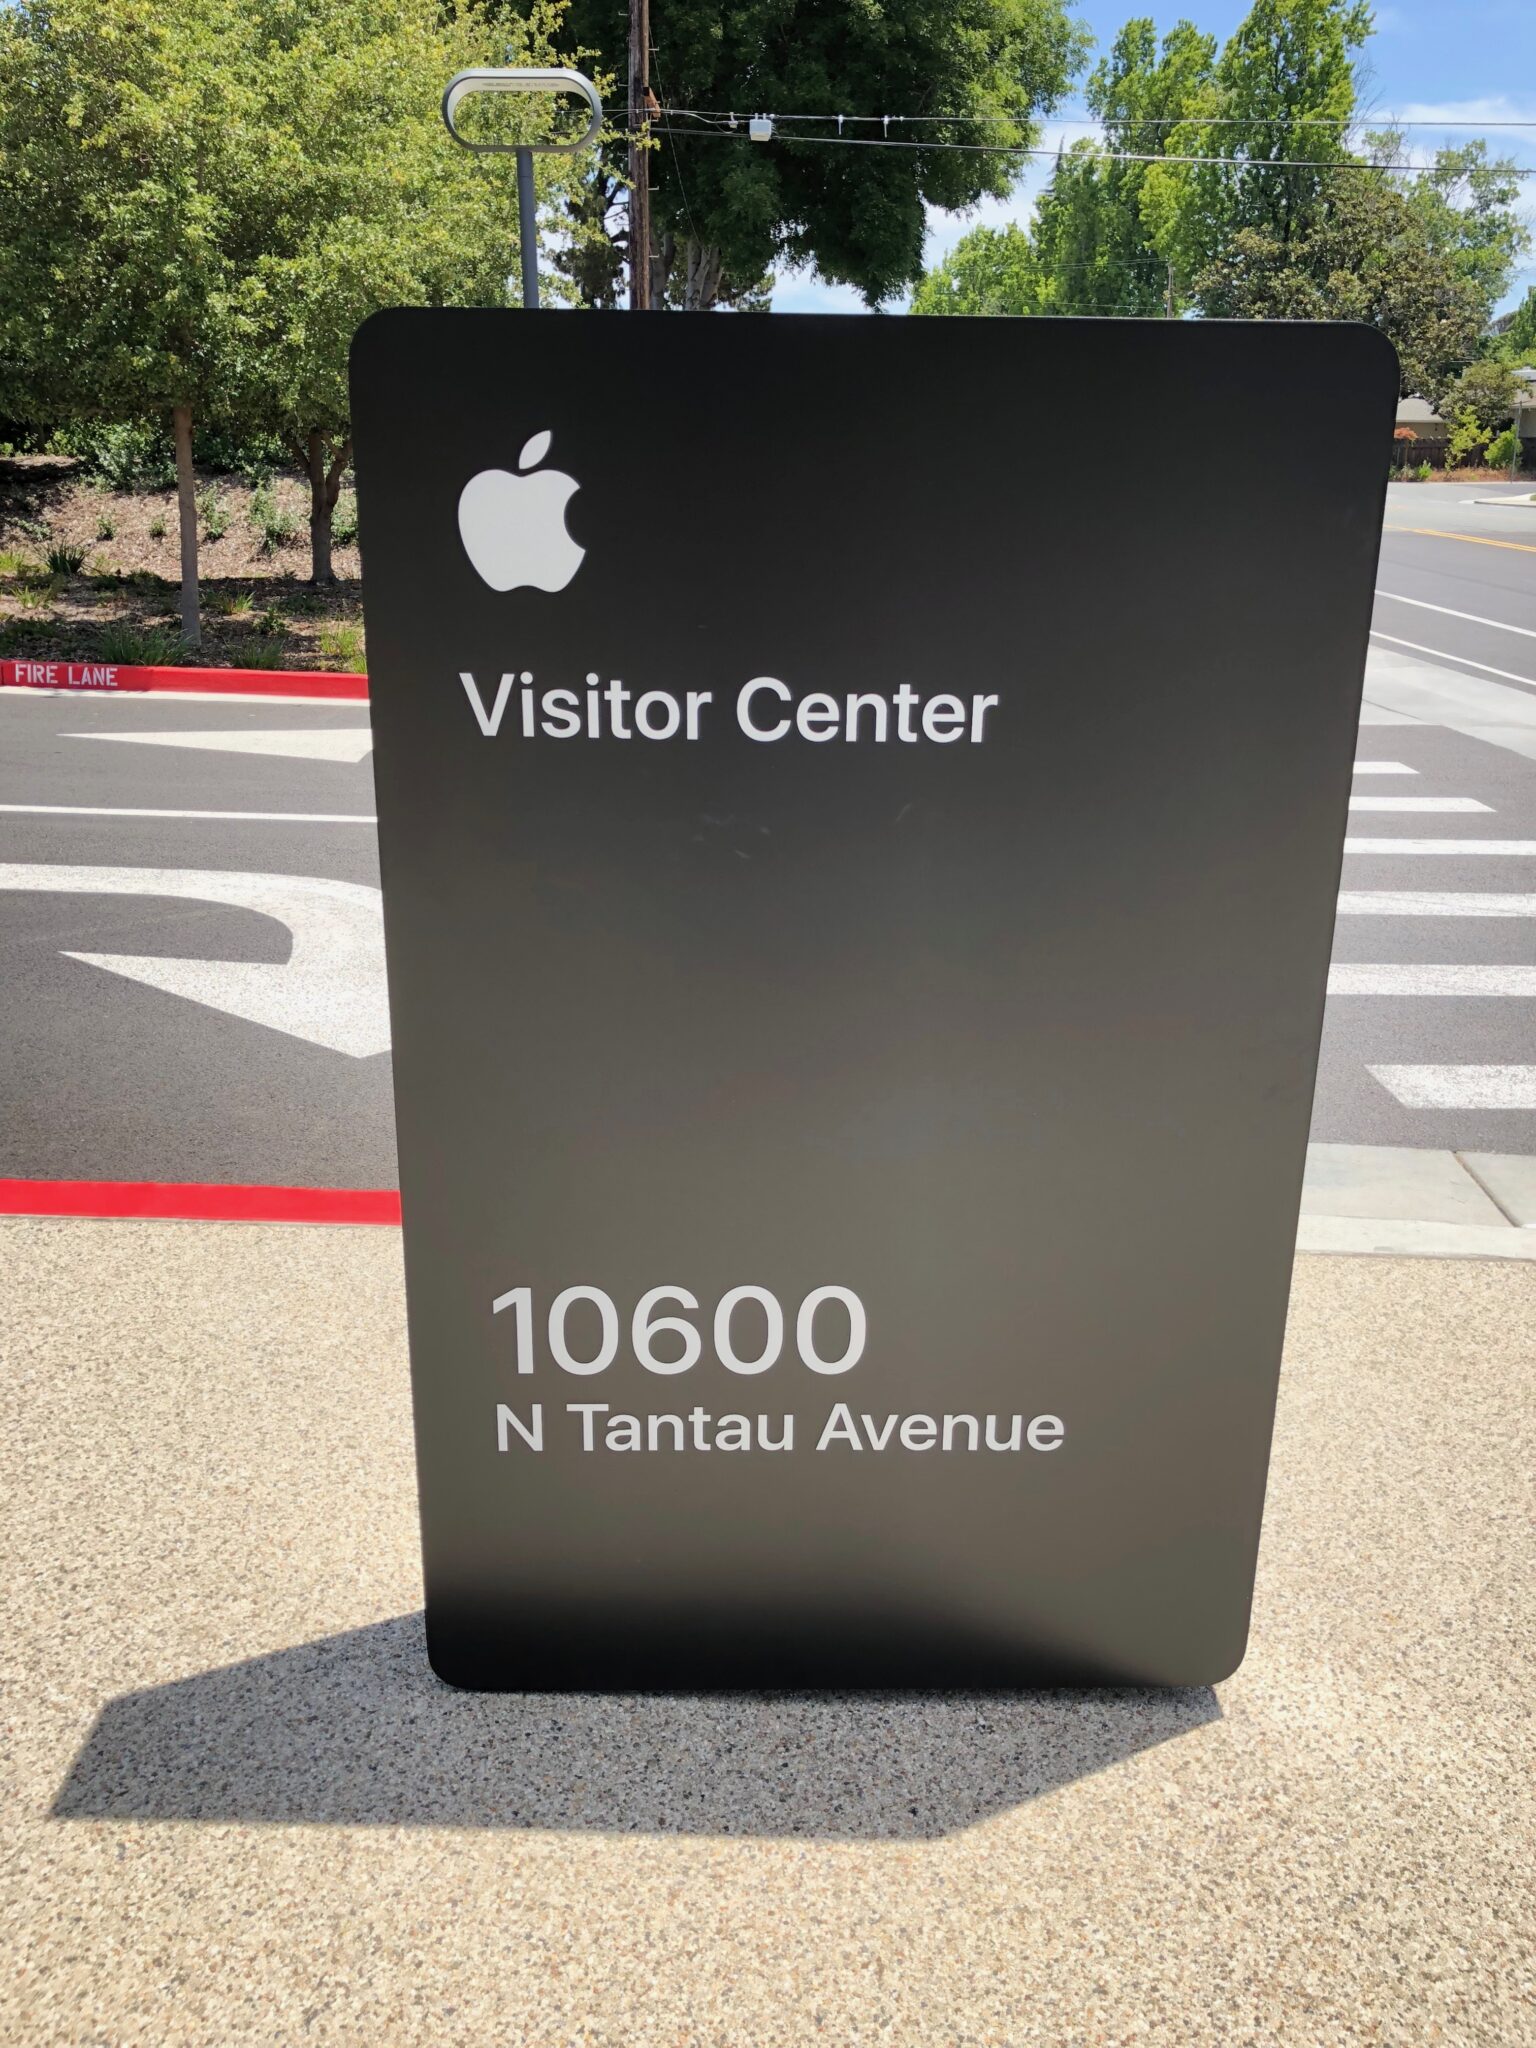 FIRE LANE
Visitor Center
10600
N Tantau Avenue